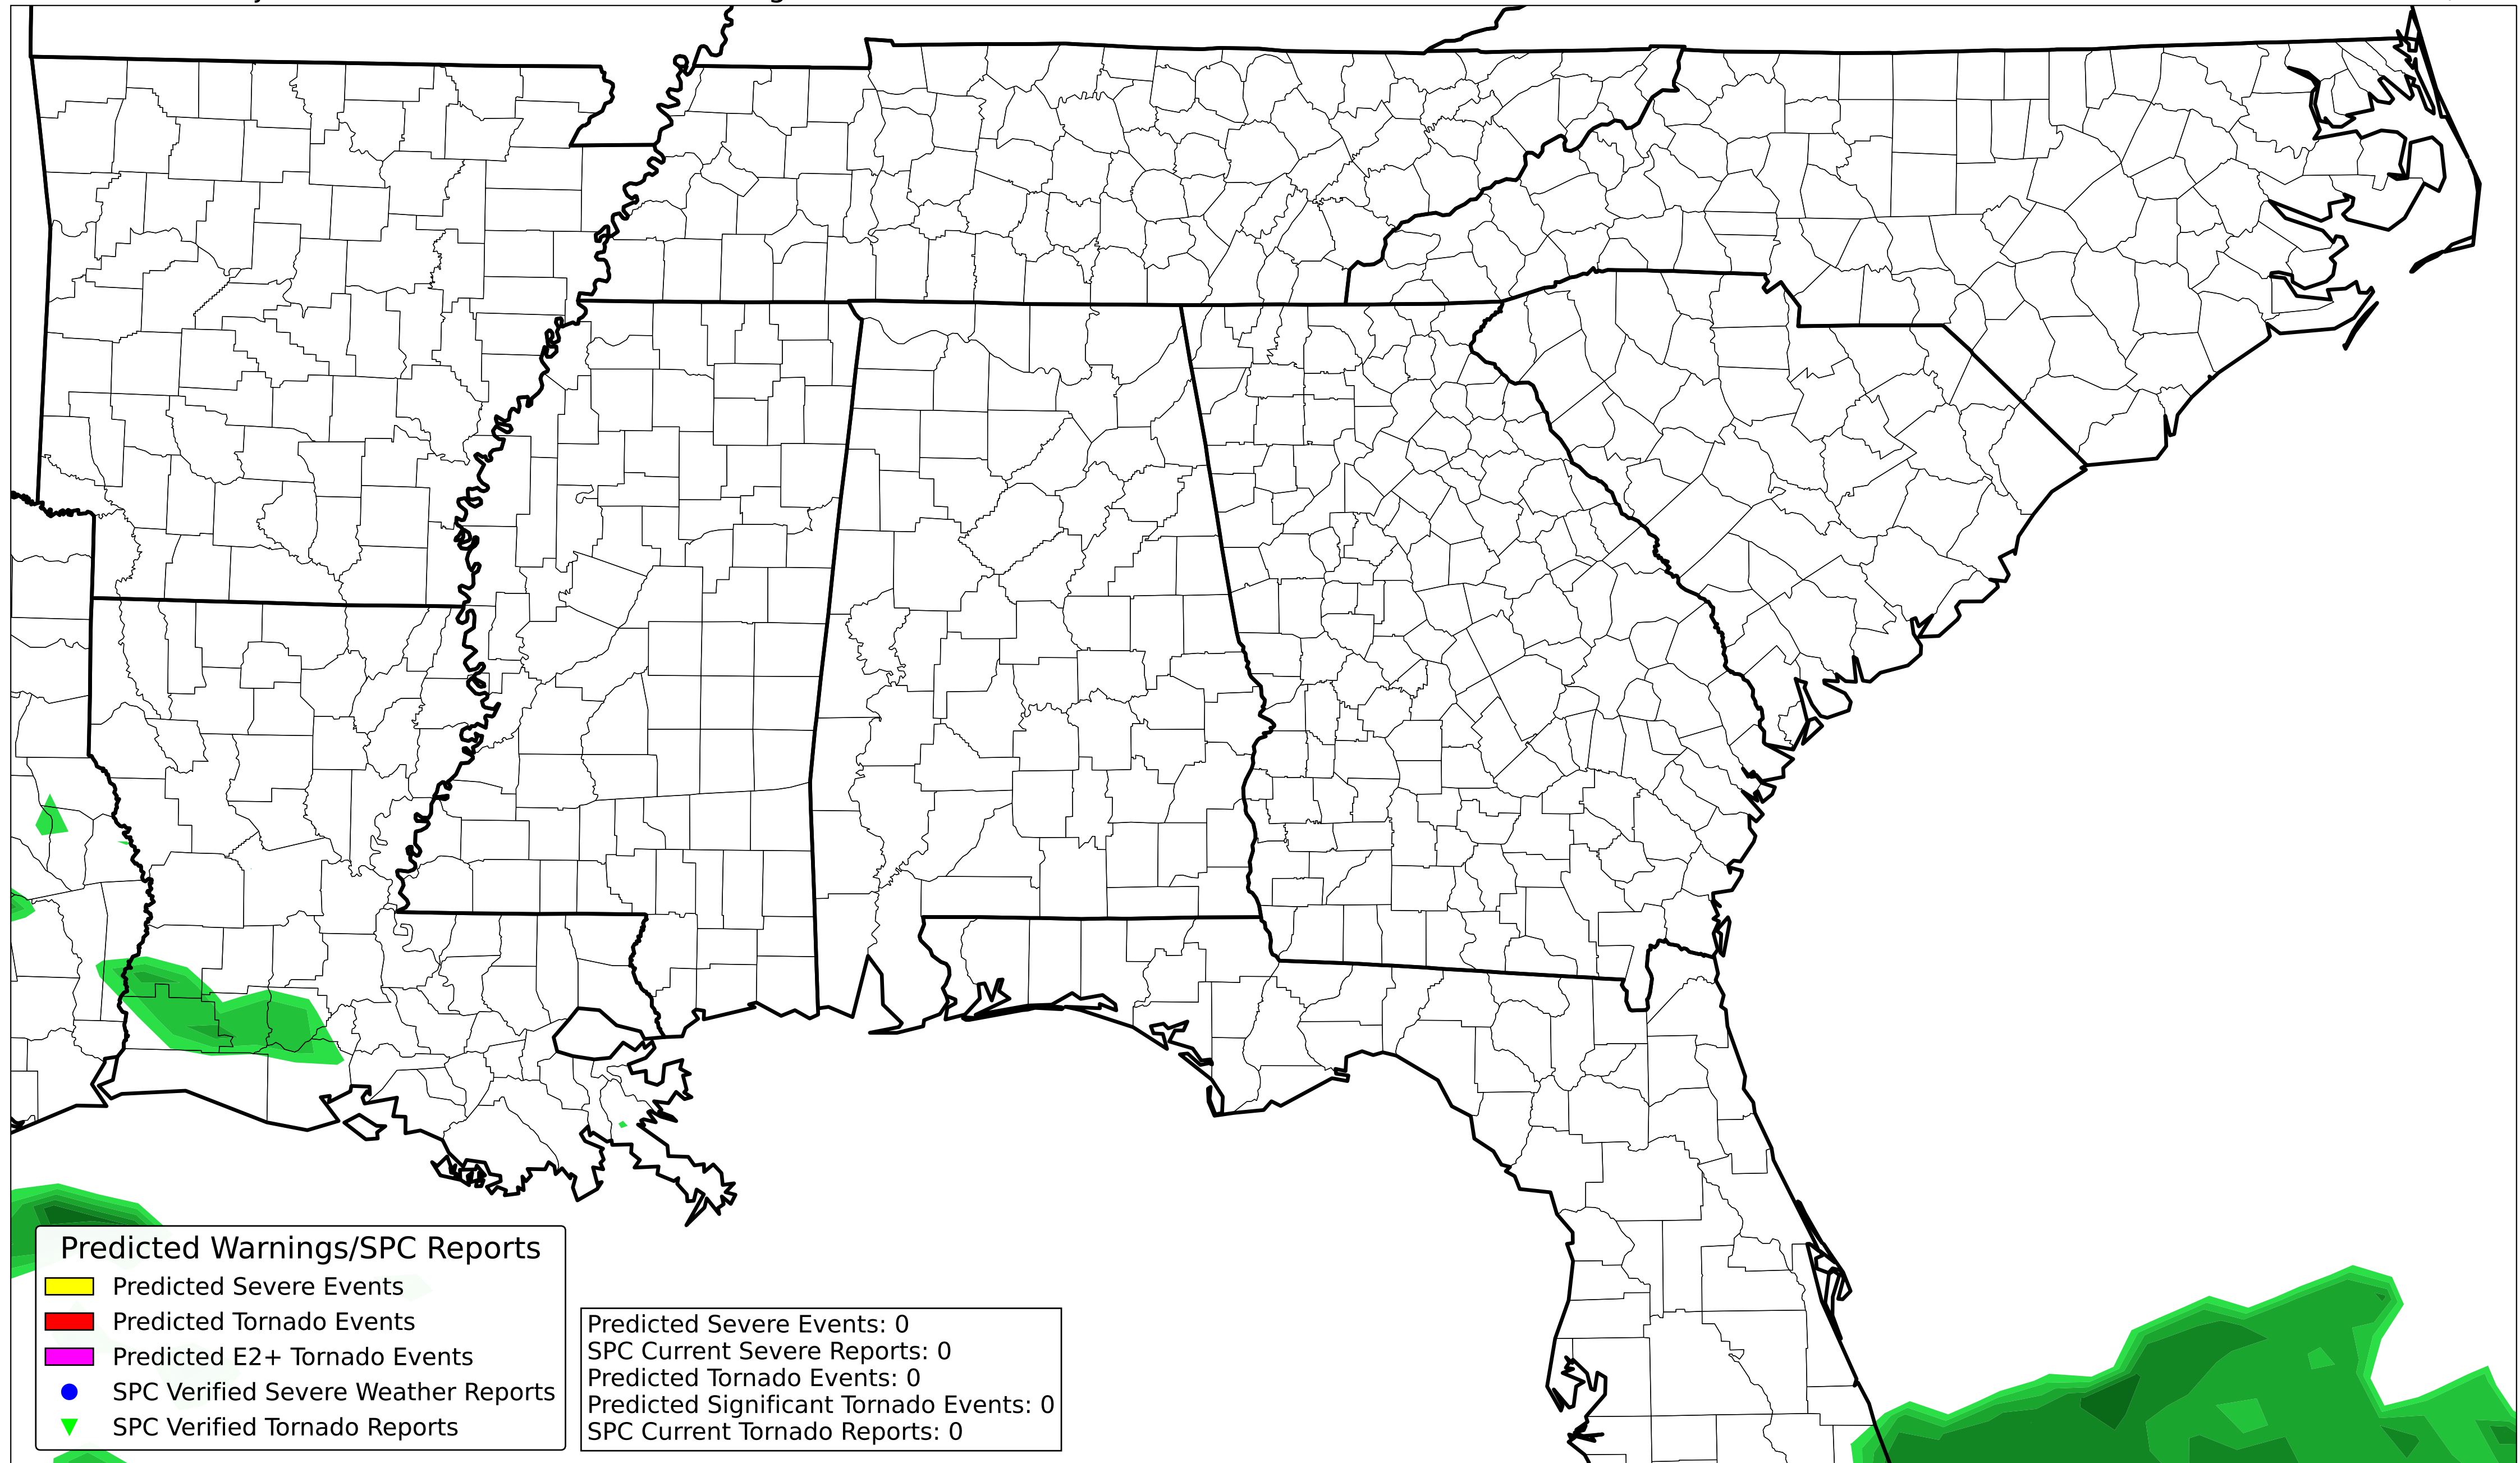 Predicted Warnings/SPC Reports
Predicted Severe Events
Predicted Tornado Events
Predicted E2+ Tornado Events
SPC Verified Severe Weather Reports
SPC Verified Tornado Reports
Predicted Severe Events: 0
SPC Current Severe Reports: 0
Predicted Tornado Events: 0
Predicted Significant Tornado Events: 0
SPC Current Tornado Reports: 0